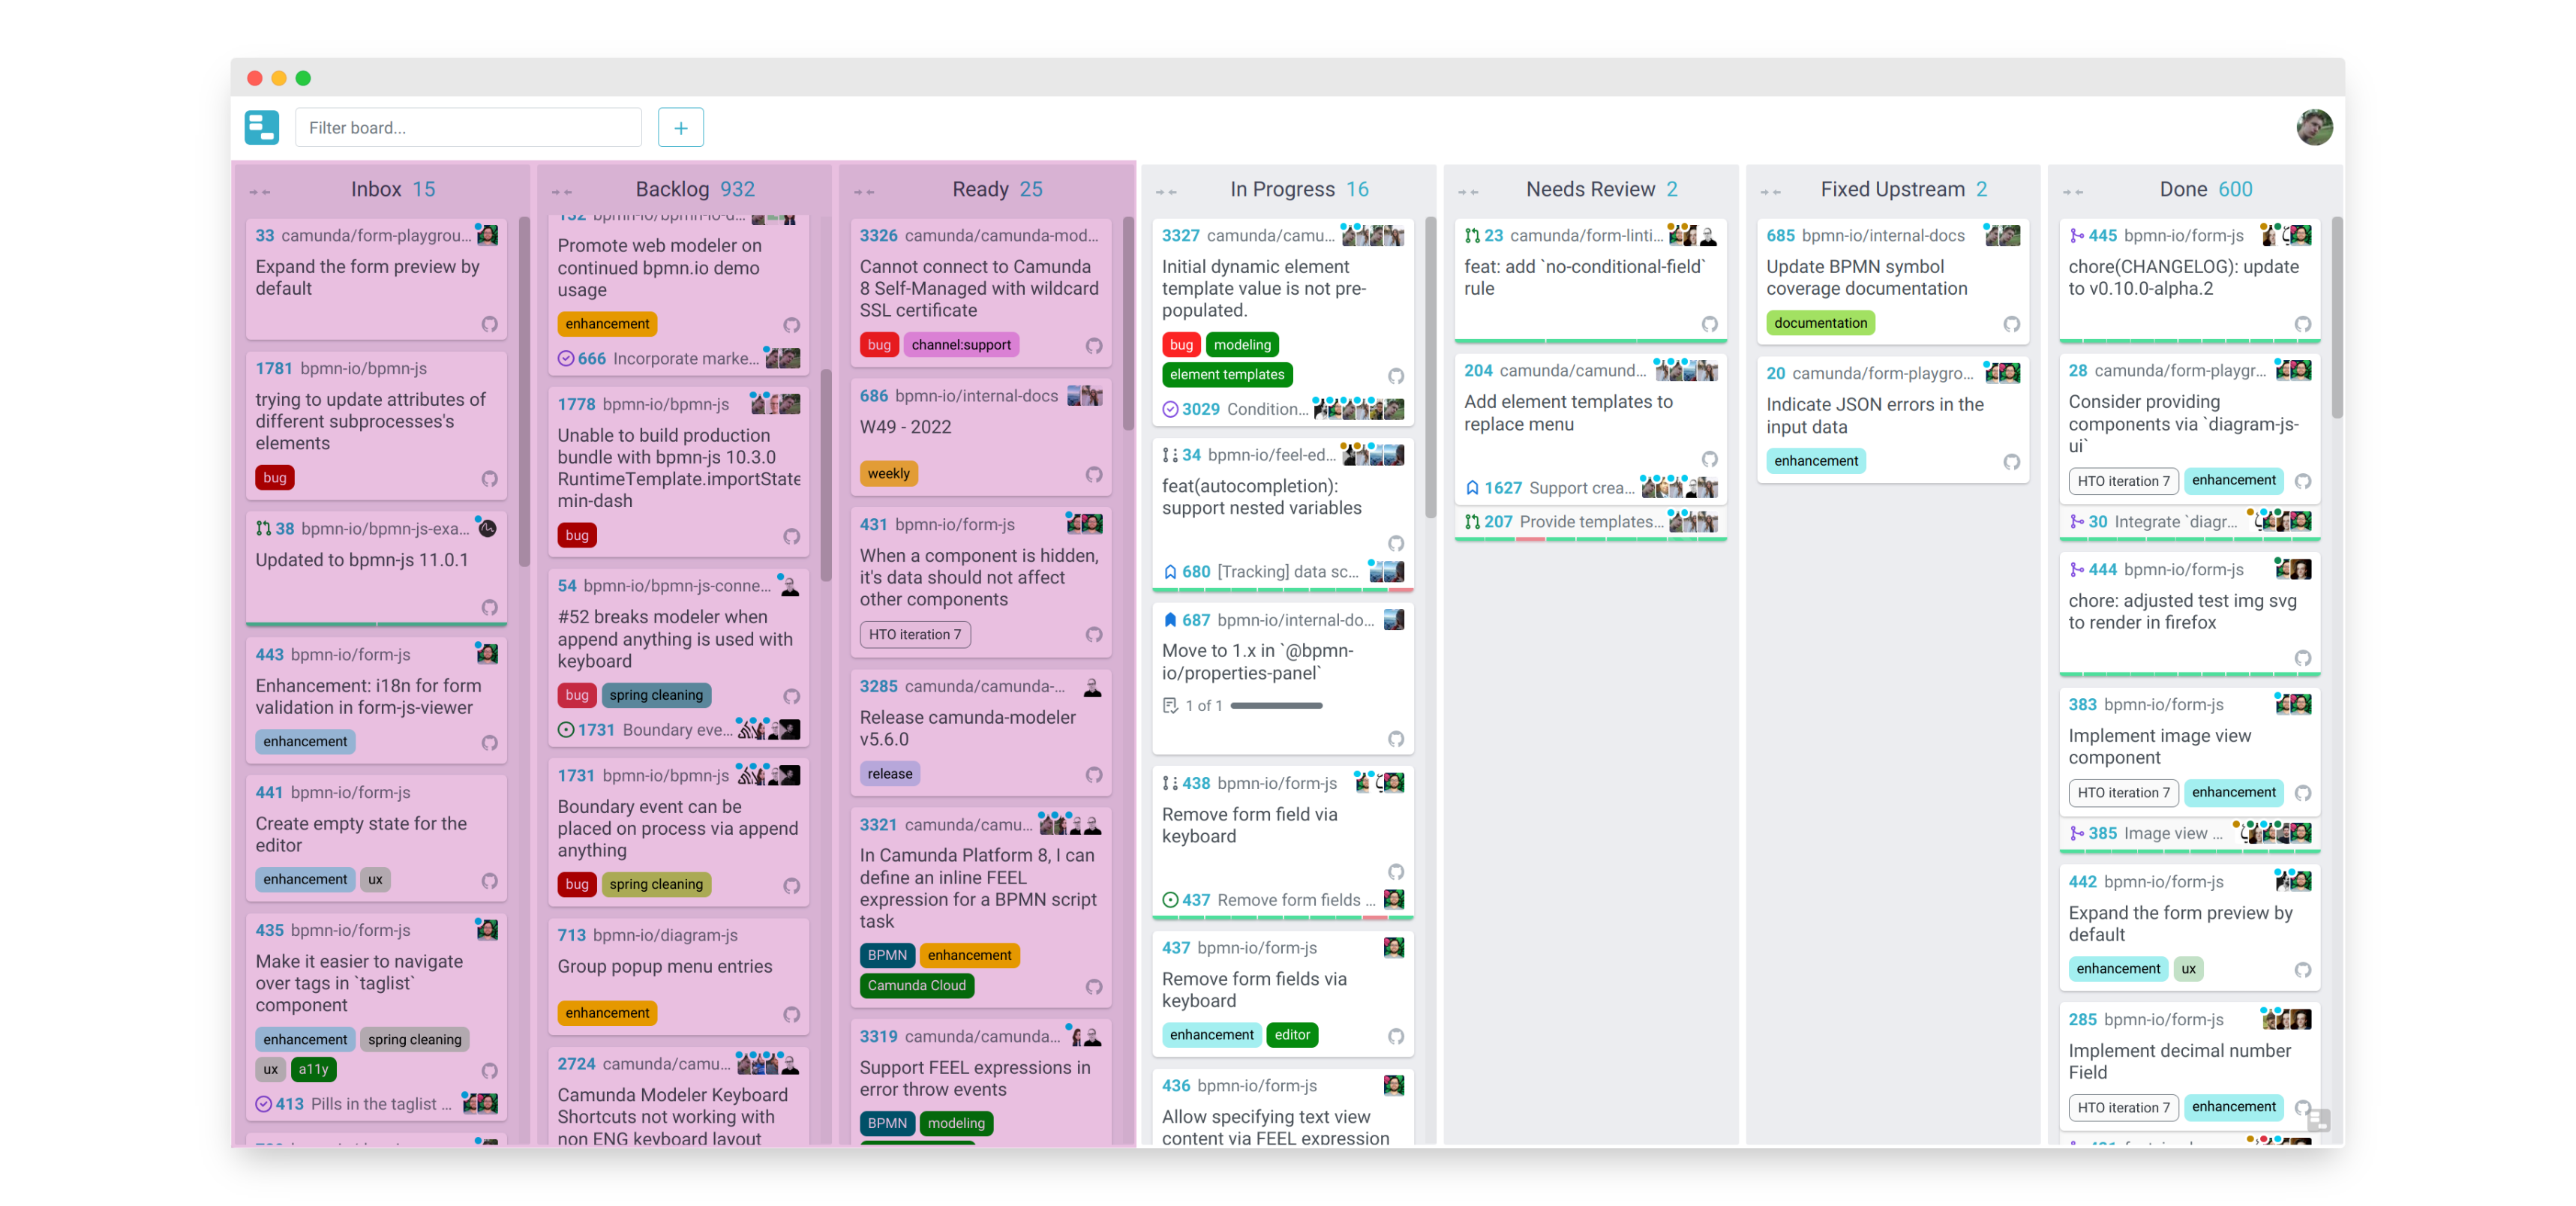 Filter board...
+
Inbox 15
33 camunda/form-playgrou...
Expand the form preview by
default
1781 bpmn-io/bpmn-js
trying to update attributes of
different subprocesses's
elements
bug
38 bpmn-io/bpmn-js-exa...
Updated to bpmn-js 11.0.1
443 bpmn-io/form-js
Enhancement: i18n for form
validation in form-js-viewer
enhancement
441 bpmn-io/form-js
Create empty state for the
editor
enhancement ux
435 bpmn-io/form-js
Make it easier to navigate
over tags in `taglist`
component
enhancement spring cleaning
ux a11y
413 Pills in the taglist ...
Backlog 932
132 bpmn-io/bpmn-io-d...
Promote web modeler on
continued bpmn.io demo
usage
enhancement
666 Incorporate marke...
1778 bpmn-io/bpmn-js
Unable to build production
bundle with bpmn-js 10.3.0
RuntimeTemplate.importState
min-dash
bug
54 bpmn-io/bpmn-js-conne...
#52 breaks modeler when
append anything is used with
keyboard
bug spring cleaning
1731 Boundary eve...
1731 bpmn-io/bpmn-js
Boundary event can be
placed on process via append
anything
bug spring cleaning
713 bpmn-io/diagram-js
Group popup menu entries
enhancement
2724 camunda/camu...
Camunda Modeler Keyboard
Shortcuts not working with
non ENG keyboard layout
Ready 25
3326 camunda/camunda-mod...
Cannot connect to Camunda
8 Self-Managed with wildcard
SSL certificate
bug channel:support
686 bpmn-io/internal-docs
W49 - 2022
weekly
431 bpmn-io/form-js
When a component is hidden,
it's data should not affect
other components
HTO iteration 7
3285 camunda/camunda-...
Release camunda-modeler
v5.6.0
release
3321 camunda/camu...
In Camunda Platform 8, I can
define an inline FEEL
expression for a BPMN script
task
BPMN enhancement
Camunda Cloud
3319 camunda/camunda...
Support FEEL expressions in
error throw events
BPMN modeling
In Progress 16
3327 camunda/camu...
Initial dynamic element
template value is not pre-
populated.
bug modeling
element templates
3029 Condition...
34 bpmn-io/feel-ed...
feat(autocompletion):
support nested variables
680 [Tracking] data sc...
687 bpmn-io/internal-do...
Move to 1.x in `@bpmn-
io/properties-panel`
1 of 1
438 bpmn-io/form-js
Remove form field via
keyboard
437 Remove form fields ...
437 bpmn-io/form-js
Remove form fields via
keyboard
enhancement editor
436 bpmn-io/form-js
Allow specifying text view
content via FEEL expression
Needs Review 2
23 camunda/form-linti...
feat: add `no-conditional-field`
rule
204 camunda/camund...
Add element templates to
replace menu
1627 Support crea...
207 Provide templates...
Fixed Upstream 2
685 bpmn-io/internal-docs
Update BPMN symbol
coverage documentation
documentation
20 camunda/form-playgro...
Indicate JSON errors in the
input data
enhancement
Done 600
445 bpmn-io/form-js
chore(CHANGELOG): update
to v0.10.0-alpha.2
28 camunda/form-playgr...
Consider providing
components via `diagram-js-
ui`
HTO iteration 7 enhancement
30 Integrate `diagr...
444 bpmn-io/form-js
chore: adjusted test img svg
to render in firefox
383 bpmn-io/form-js
Implement image view
component
HTO iteration 7 enhancement
385 Image view ...
442 bpmn-io/form-js
Expand the form preview by
default
enhancement ux
285 bpmn-io/form-js
Implement decimal number
Field
HTO iteration 7 enhancement